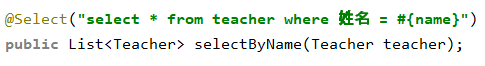 @Select("select * from teacher where 姓名 = #{name}")
public List<Teacher> selectByName(Teacher teacher);